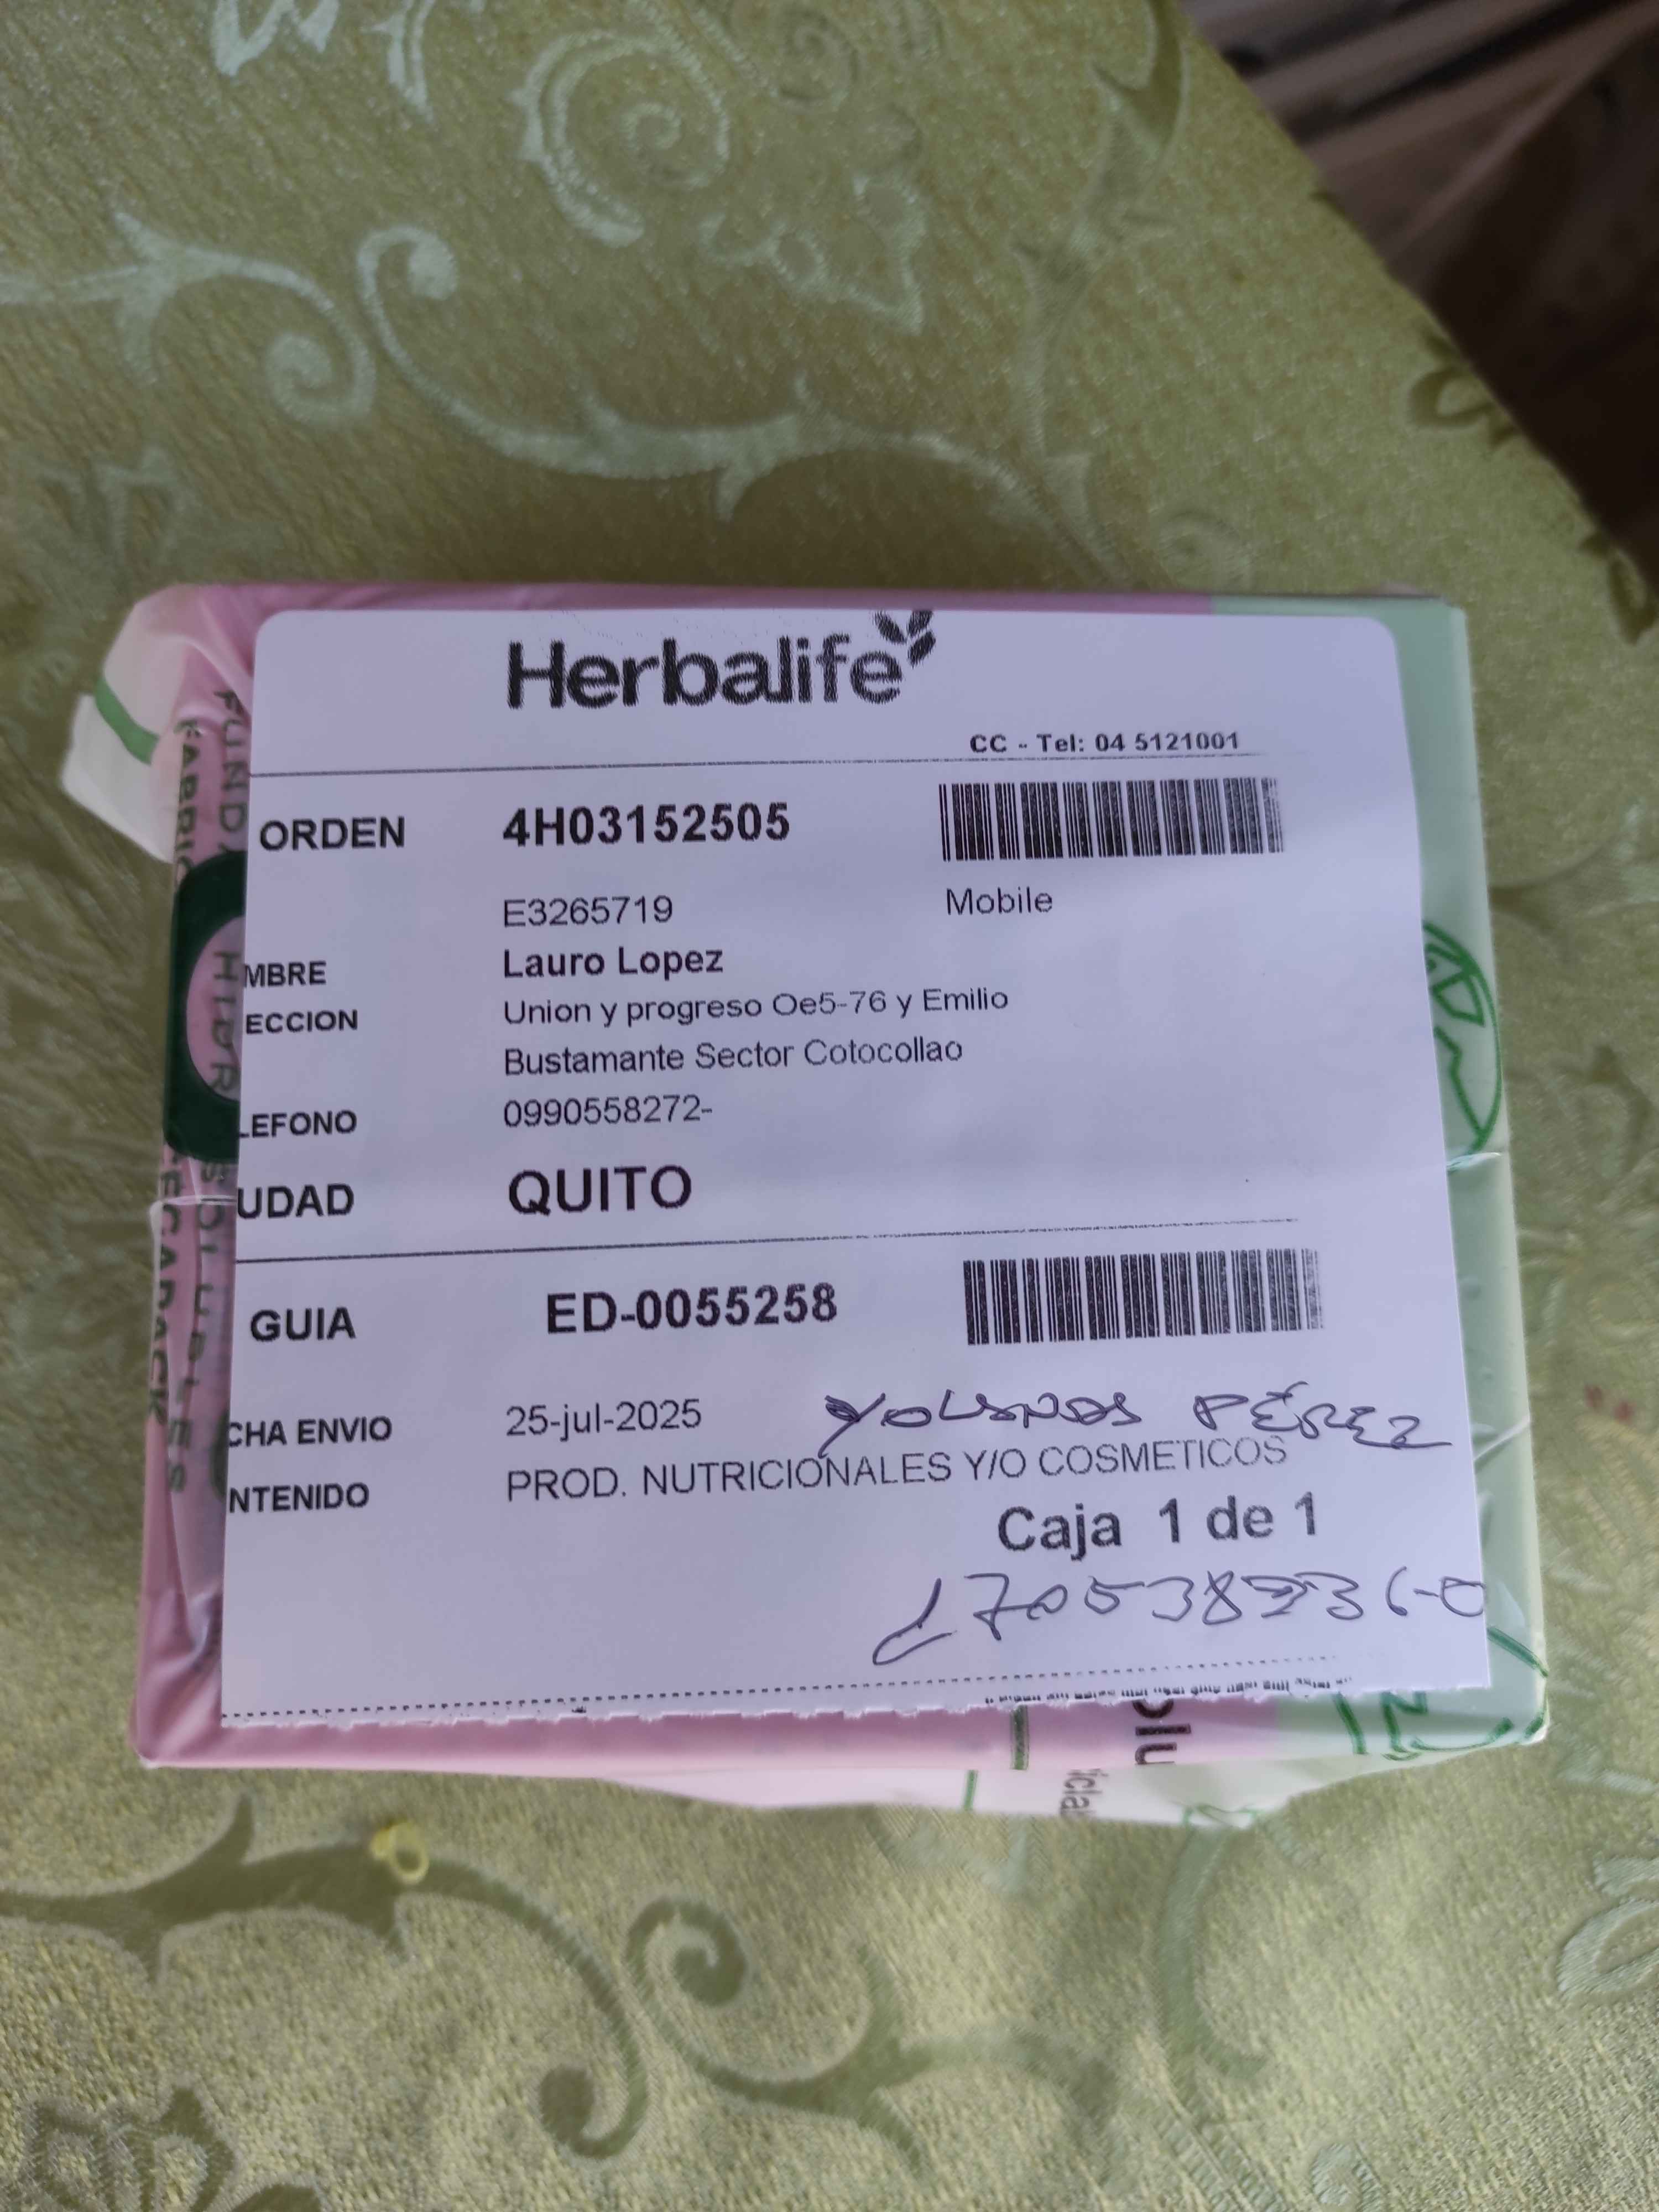 Herbalife
CC - Tel: 04 5121001
ORDEN 4H03152505
E3265719 Mobile
MBRE Lauro Lopez
ECCION Union y progreso Oe5-76 y Emilio
Bustamante Sector Cotocollao
LEFONO 0990558272-
UDAD QUITO
GUIA ED-0055258
CHA ENVIO 25-jul-2025
YOLANDA PÉREZ
NTENIDO PROD. NUTRICIONALES Y/O COSMETICOS
Caja 1 de 1